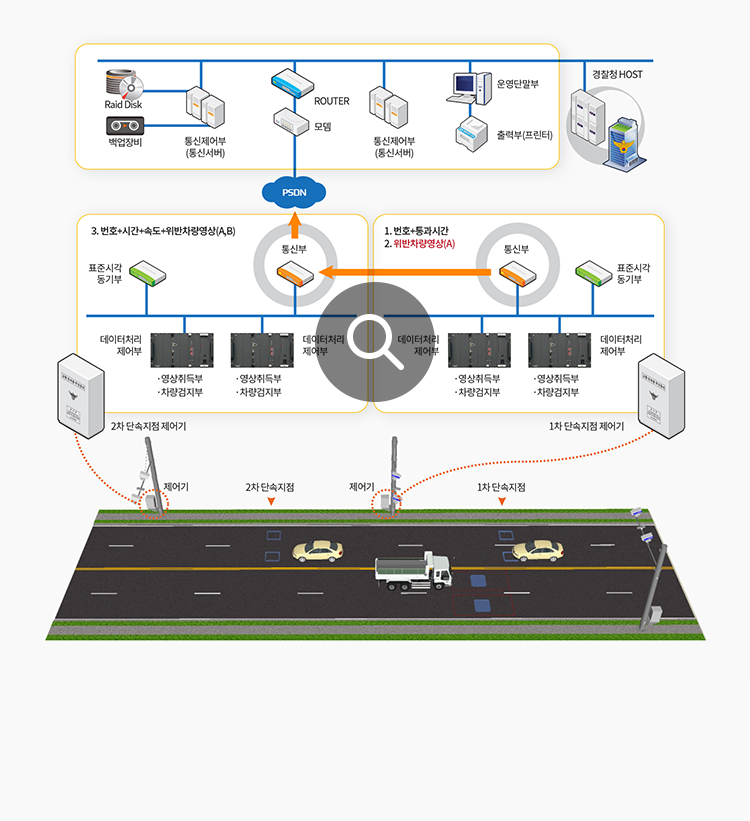 경찰청 HOST
Raid Disk
백업장비
통신제어부
(통신서버)
ROUTER
모뎀
통신제어부
(통신서버)
운영단말부
출력부(프린터)
PSDN
3. 번호+시간+속도+위반차량영상(A,B)
통신부
표준시각
동기부
데이터처리
제어부
데이터처리
제어부
· 영상취득부
· 차량검지부
· 영상취득부
· 차량검지부
1. 번호+통과시간
2. 위반차량영상(A)
통신부
표준시각
동기부
데이터처리
제어부
데이터처리
제어부
· 영상취득부
· 차량검지부
· 영상취득부
· 차량검지부
2차 단속지점 제어기
1차 단속지점 제어기
제어기
2차 단속지점
제어기
1차 단속지점